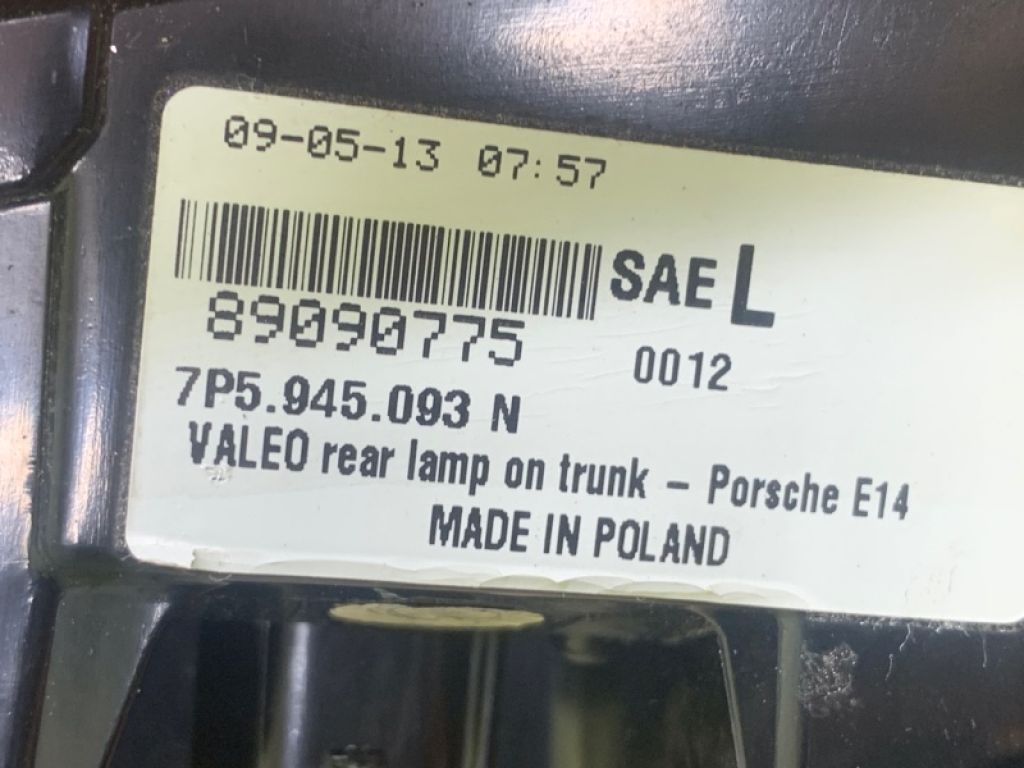 09-05-13 07:57
SAE L
89090775
0012
7P5.945.093 N
VALEO rear lamp on trunk – Porsche E14
MADE IN POLAND